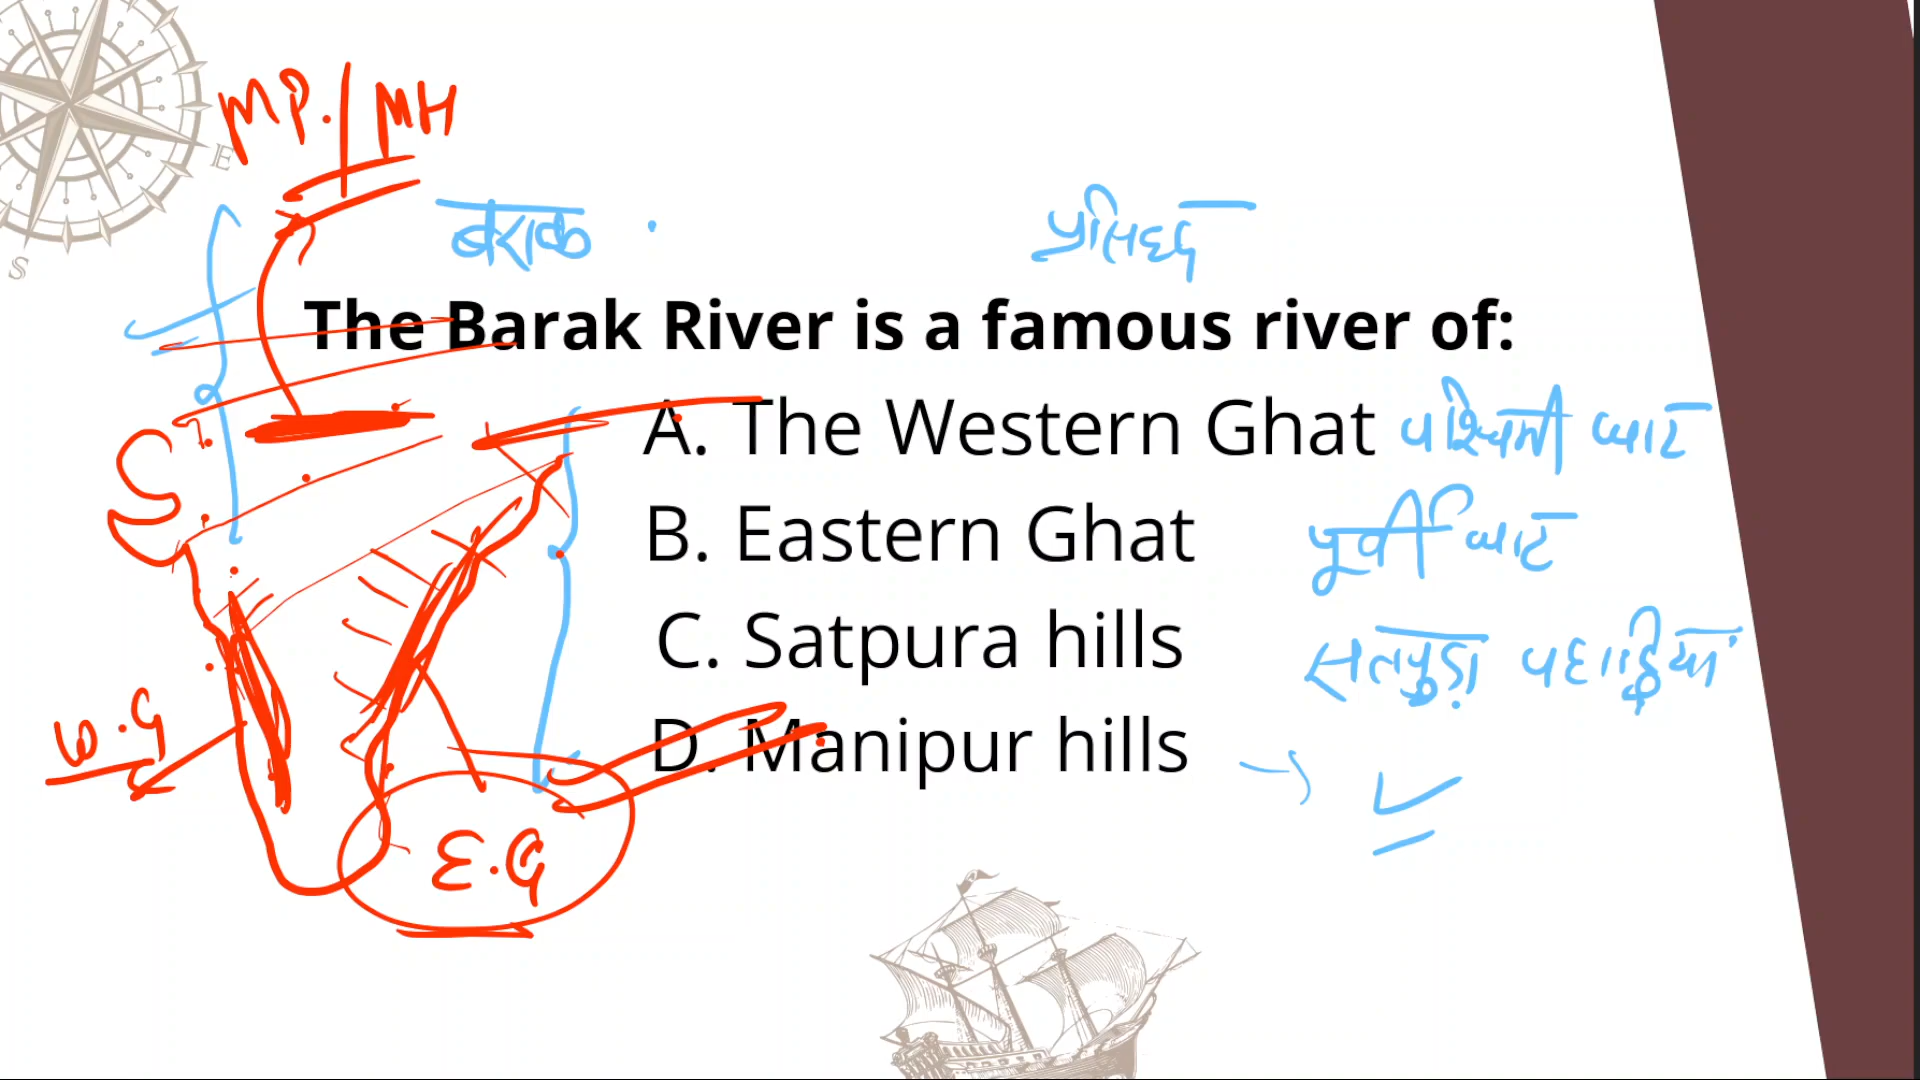 MP. / MH
E
S
बराक प्रसिद्द
The Barak River is a famous river of:
A. The Western Ghat पश्चिमी घाट
B. Eastern Ghat पूर्वी घाट
C. Satpura hills सतपुड़ा पहाड़ियां
D. Manipur hills
W.G
E.G